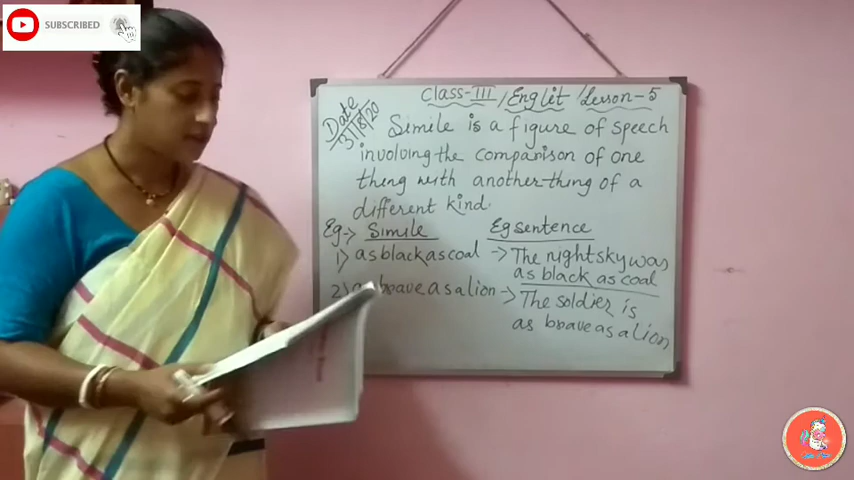 SUBSCRIBED
Class-III / Englit / Lesson-5
Date
31/8/20
Simile is a figure of speech
involving the comparison of one
thing with another thing of a
different kind.
Eg-> Simile
Eg sentence
1) as black as coal -> The night sky was
as black as coal
2) as brave as a lion -> The soldier is
as brave as a lion